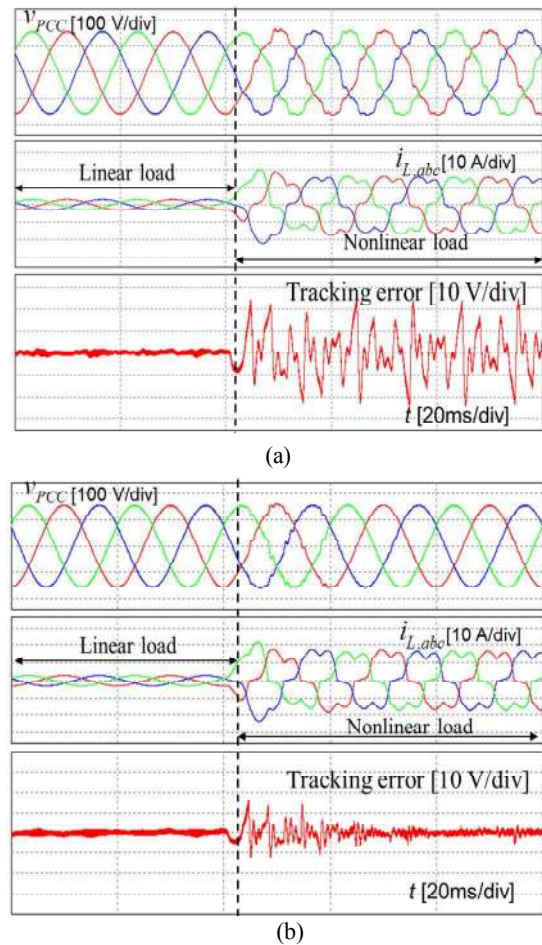 v_PCC [100 V/div]
i_L,abc [10 A/div]
Linear load
Nonlinear load
Tracking error [10 V/div]
t [20ms/div]
(a)
v_PCC [100 V/div]
i_L,abc [10 A/div]
Linear load
Nonlinear load
Tracking error [10 V/div]
t [20ms/div]
(b)